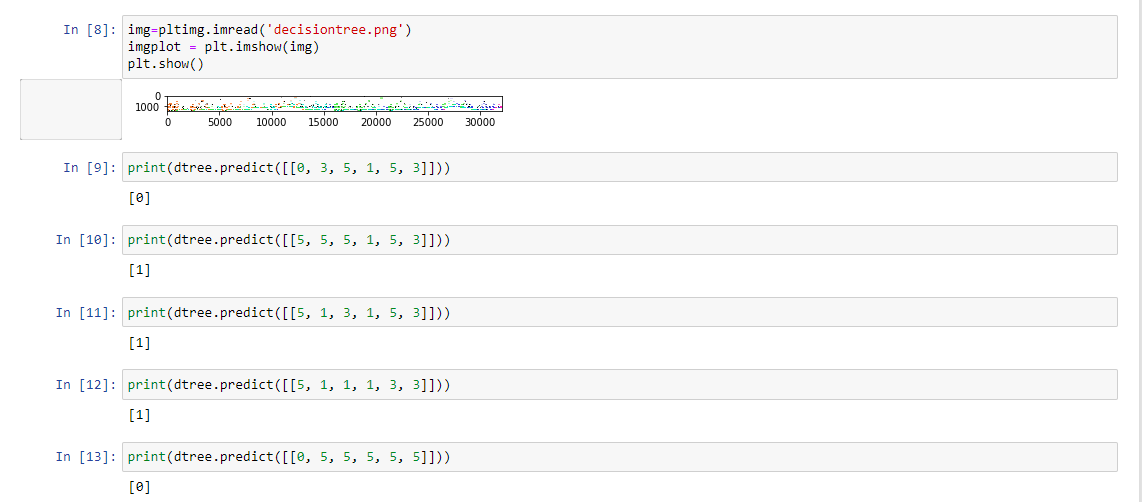 In [8]: img=pltimg.imread('decisiontree.png')
imgplot = plt.imshow(img)
plt.show()
0
1000
0 5000 10000 15000 20000 25000 30000
In [9]: print(dtree.predict([[0, 3, 5, 1, 5, 3]]))
[0]
In [10]: print(dtree.predict([[5, 5, 5, 1, 5, 3]]))
[1]
In [11]: print(dtree.predict([[5, 1, 3, 1, 5, 3]]))
[1]
In [12]: print(dtree.predict([[5, 1, 1, 1, 3, 3]]))
[1]
In [13]: print(dtree.predict([[0, 5, 5, 5, 5, 5]]))
[0]